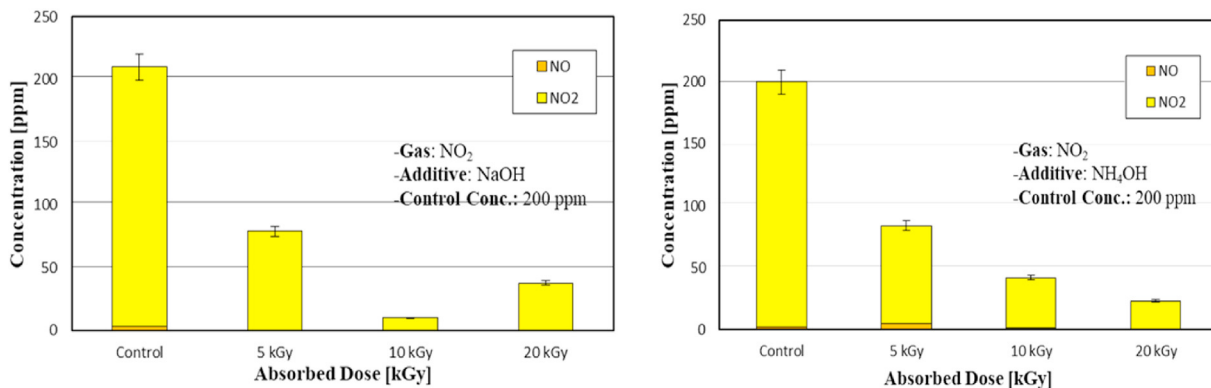 250
200
150
100
50
0
Concentration [ppm]
NO
NO2
-Gas: NO₂
-Additive: NaOH
-Control Conc.: 200 ppm
Control 5 kGy 10 kGy 20 kGy
Absorbed Dose [kGy]
250
200
150
100
50
0
Concentration [ppm]
NO
NO2
-Gas: NO₂
-Additive: NH₄OH
-Control Conc.: 200 ppm
Control 5 kGy 10 kGy 20 kGy
Absorbed Dose [kGy]